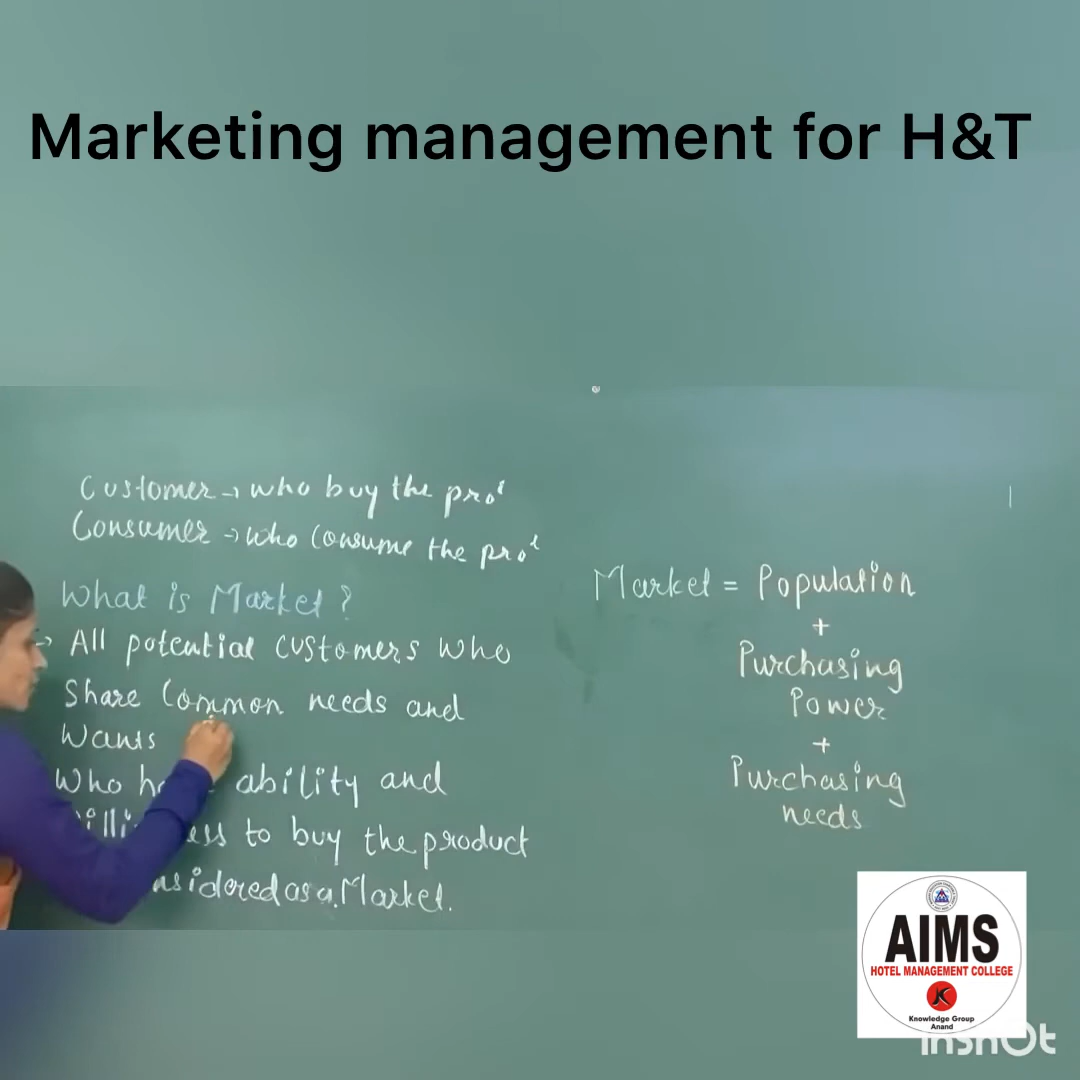 Marketing management for H&T
Customer → who buy the pro^t
Consumer → who Consume the pro^t
What is Market ?
→ All potential customers who
Share Common needs and
Wants
Who ability and
to buy the product
as a Market.
Market = Population
+
Purchasing
Power
+
Purchasing
needs
AIMS
HOTEL MANAGEMENT COLLEGE
K
Knowledge Group
Anand
InShOt